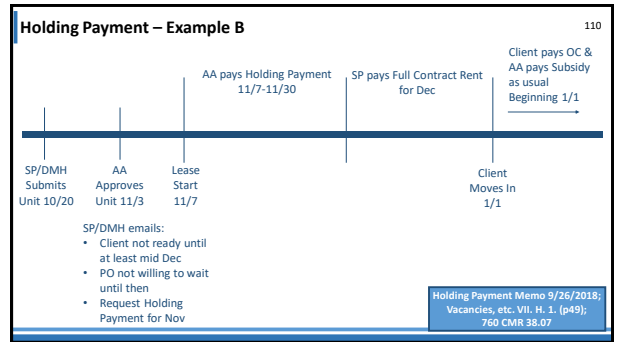 Holding Payment – Example B
110
Client pays OC &
AA pays Subsidy
as usual
Beginning 1/1
AA pays Holding Payment
11/7-11/30
SP pays Full Contract Rent
for Dec
SP/DMH
Submits
Unit 10/20
AA
Approves
Unit 11/3
Lease
Start
11/7
Client
Moves In
1/1
SP/DMH emails:
• Client not ready until
at least mid Dec
• PO not willing to wait
until then
• Request Holding
Payment for Nov
Holding Payment Memo 9/26/2018;
Vacancies, etc. VII. H. 1. (p49);
760 CMR 38.07